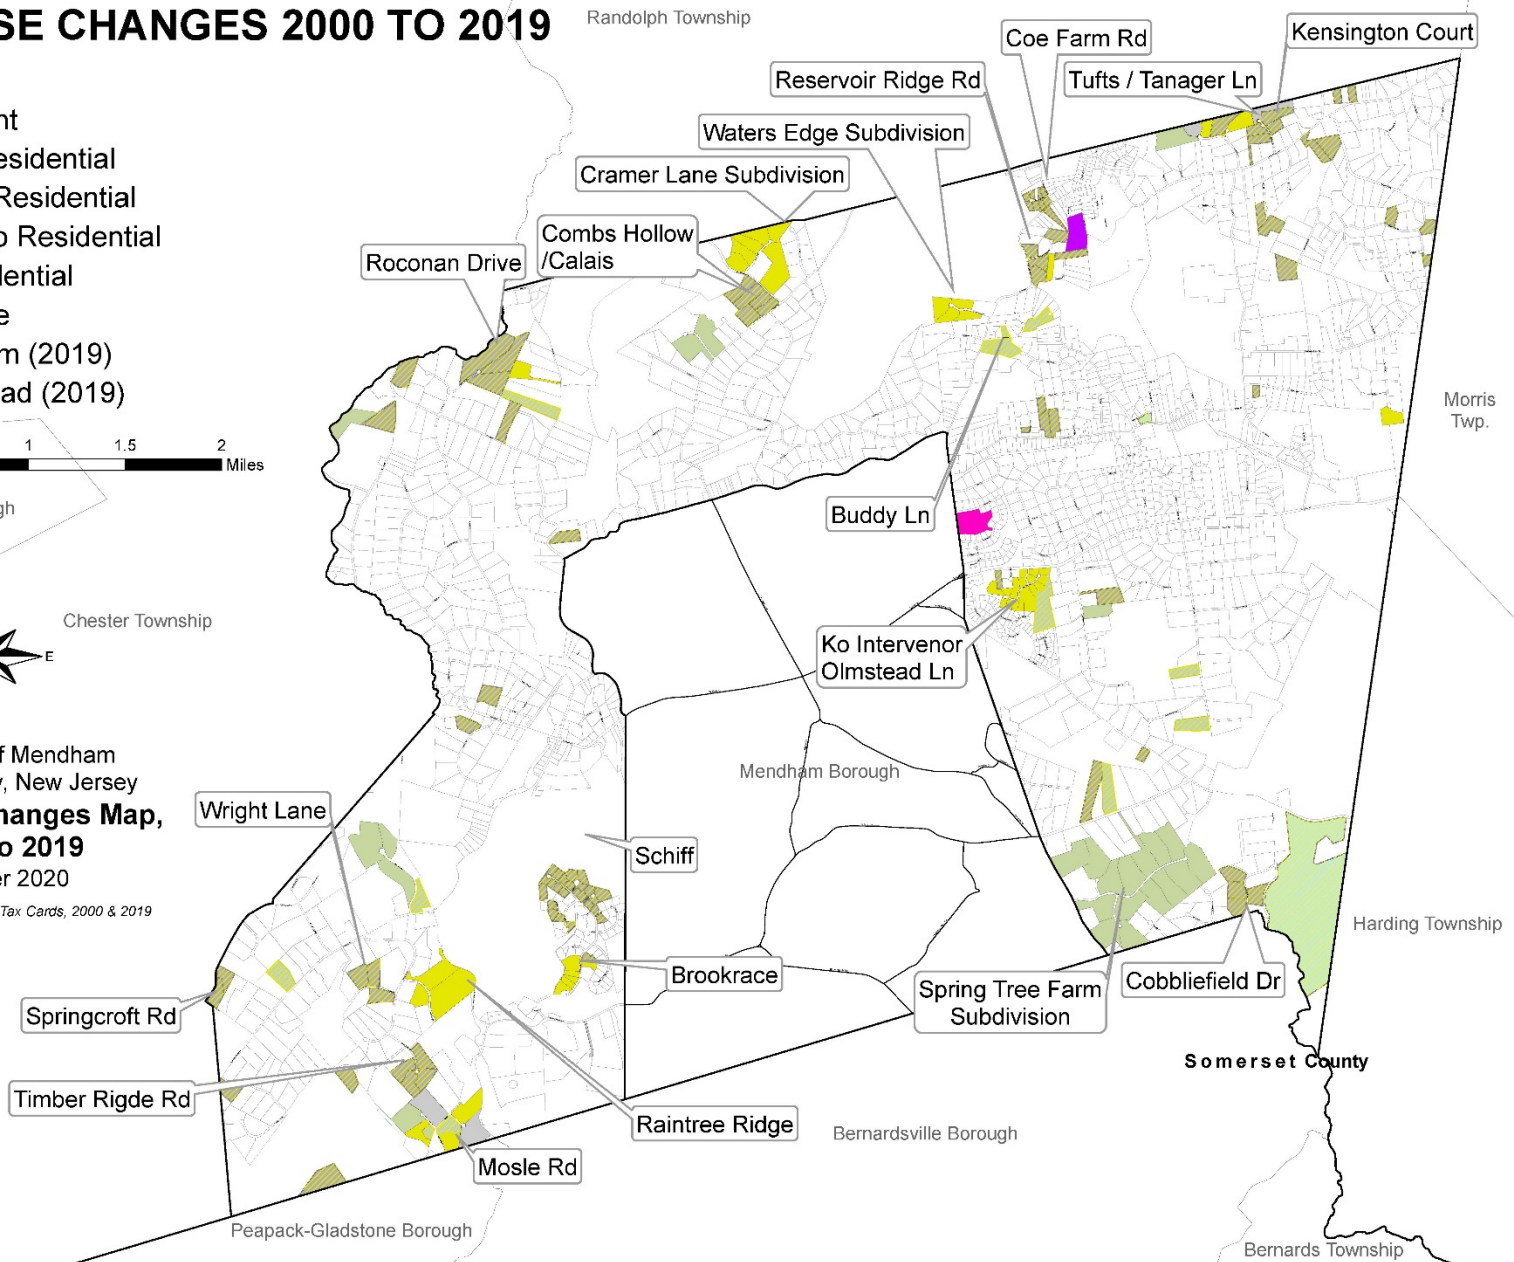 SE CHANGES 2000 TO 2019
Randolph Township
Coe Farm Rd
Kensington Court
Reservoir Ridge Rd
Tufts / Tanager Ln
nt
Waters Edge Subdivision
esidential
Cramer Lane Subdivision
Residential
o Residential
Combs Hollow
/Calais
Roconan Drive
dential
e
m (2019)
ad (2019)
Morris
Twp.
1 1.5 2
Miles
gh
Buddy Ln
Chester Township
E
Ko Intervenor
Olmstead Ln
f Mendham
y, New Jersey
hanges Map,
o 2019
er 2020
Tax Cards, 2000 & 2019
Mendham Borough
Wright Lane
Schiff
Harding Township
Brookrace
Cobbliefield Dr
Spring Tree Farm
Subdivision
Springcroft Rd
Somerset County
Timber Rigde Rd
Raintree Ridge
Bernardsville Borough
Mosle Rd
Peapack-Gladstone Borough
Bernards Township